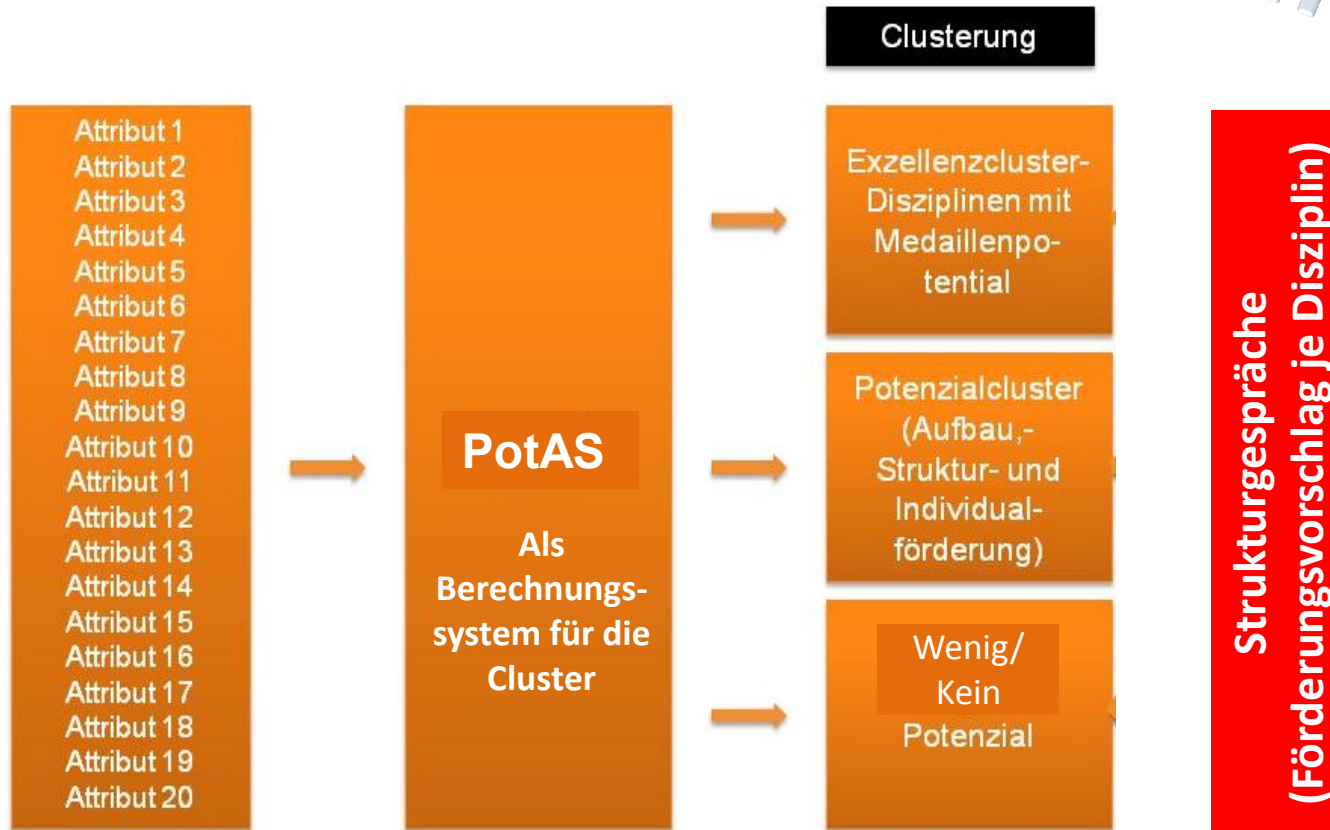 Clusterung
Attribut 1
Attribut 2
Attribut 3
Attribut 4
Attribut 5
Attribut 6
Attribut 7
Attribut 8
Attribut 9
Attribut 10
Attribut 11
Attribut 12
Attribut 13
Attribut 14
Attribut 15
Attribut 16
Attribut 17
Attribut 18
Attribut 19
Attribut 20
PotAS
Als
Berechnungs-
system für die
Cluster
Exzellenzcluster-
Disziplinen mit
Medaillenpo-
tential
Potenzialcluster
(Aufbau,-
Struktur- und
Individual-
förderung)
Wenig/
Kein
Potenzial
Strukturgespräche
(Förderungsvorschlag je Disziplin)